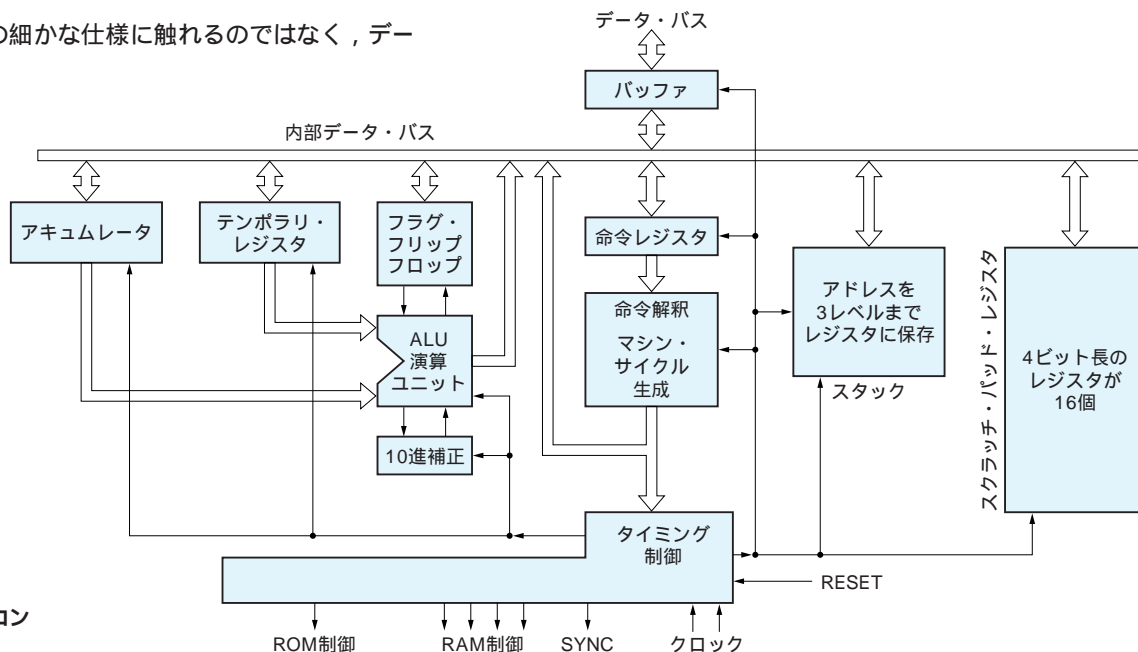 の細かな仕様に触れるのではなく，デー
データ・バス
バッファ
内部データ・バス
アキュムレータ
テンポラリ・
レジスタ
フラグ・
フリップ
フロップ
命令レジスタ
ALU
演算
ユニット
命令解釈
マシン・
サイクル
生成
アドレスを
3レベルまで
レジスタに保存
スタック
スクラッチ・パッド・レジスタ
4ビット長の
レジスタが
16個
10進補正
タイミング
制御
RESET
コン
ROM制御
RAM制御
SYNC
クロック